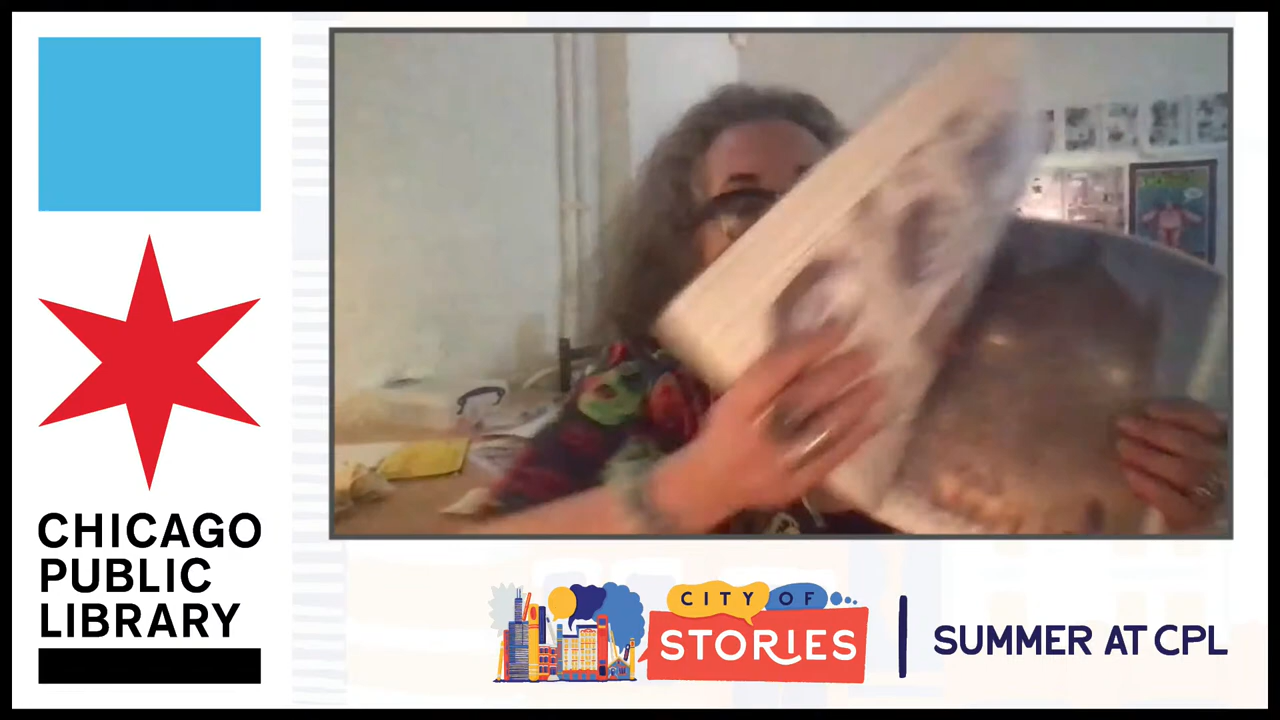 CHICAGO
PUBLIC
LIBRARY
CITY OF
STORIES
SUMMER AT CPL